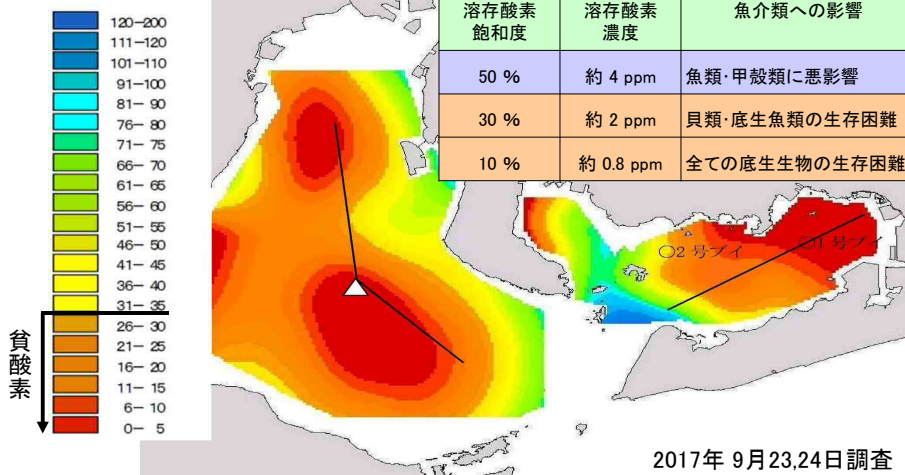 120-200
111-120
101-110
91-100
81- 90
76- 80
71- 75
66- 70
61- 65
56- 60
51- 55
46- 50
41- 45
36- 40
31- 35
26- 30
21- 25
16- 20
11- 15
6- 10
0- 5
貧酸素
溶存酸素飽和度 溶存酸素濃度 魚介類への影響
50 % 約 4 ppm 魚類・甲殻類に悪影響
30 % 約 2 ppm 貝類・底生魚類の生存困難
10 % 約 0.8 ppm 全ての底生生物の生存困難
○2 号ブイ
○1 号ブイ
2017年 9月23,24日調査